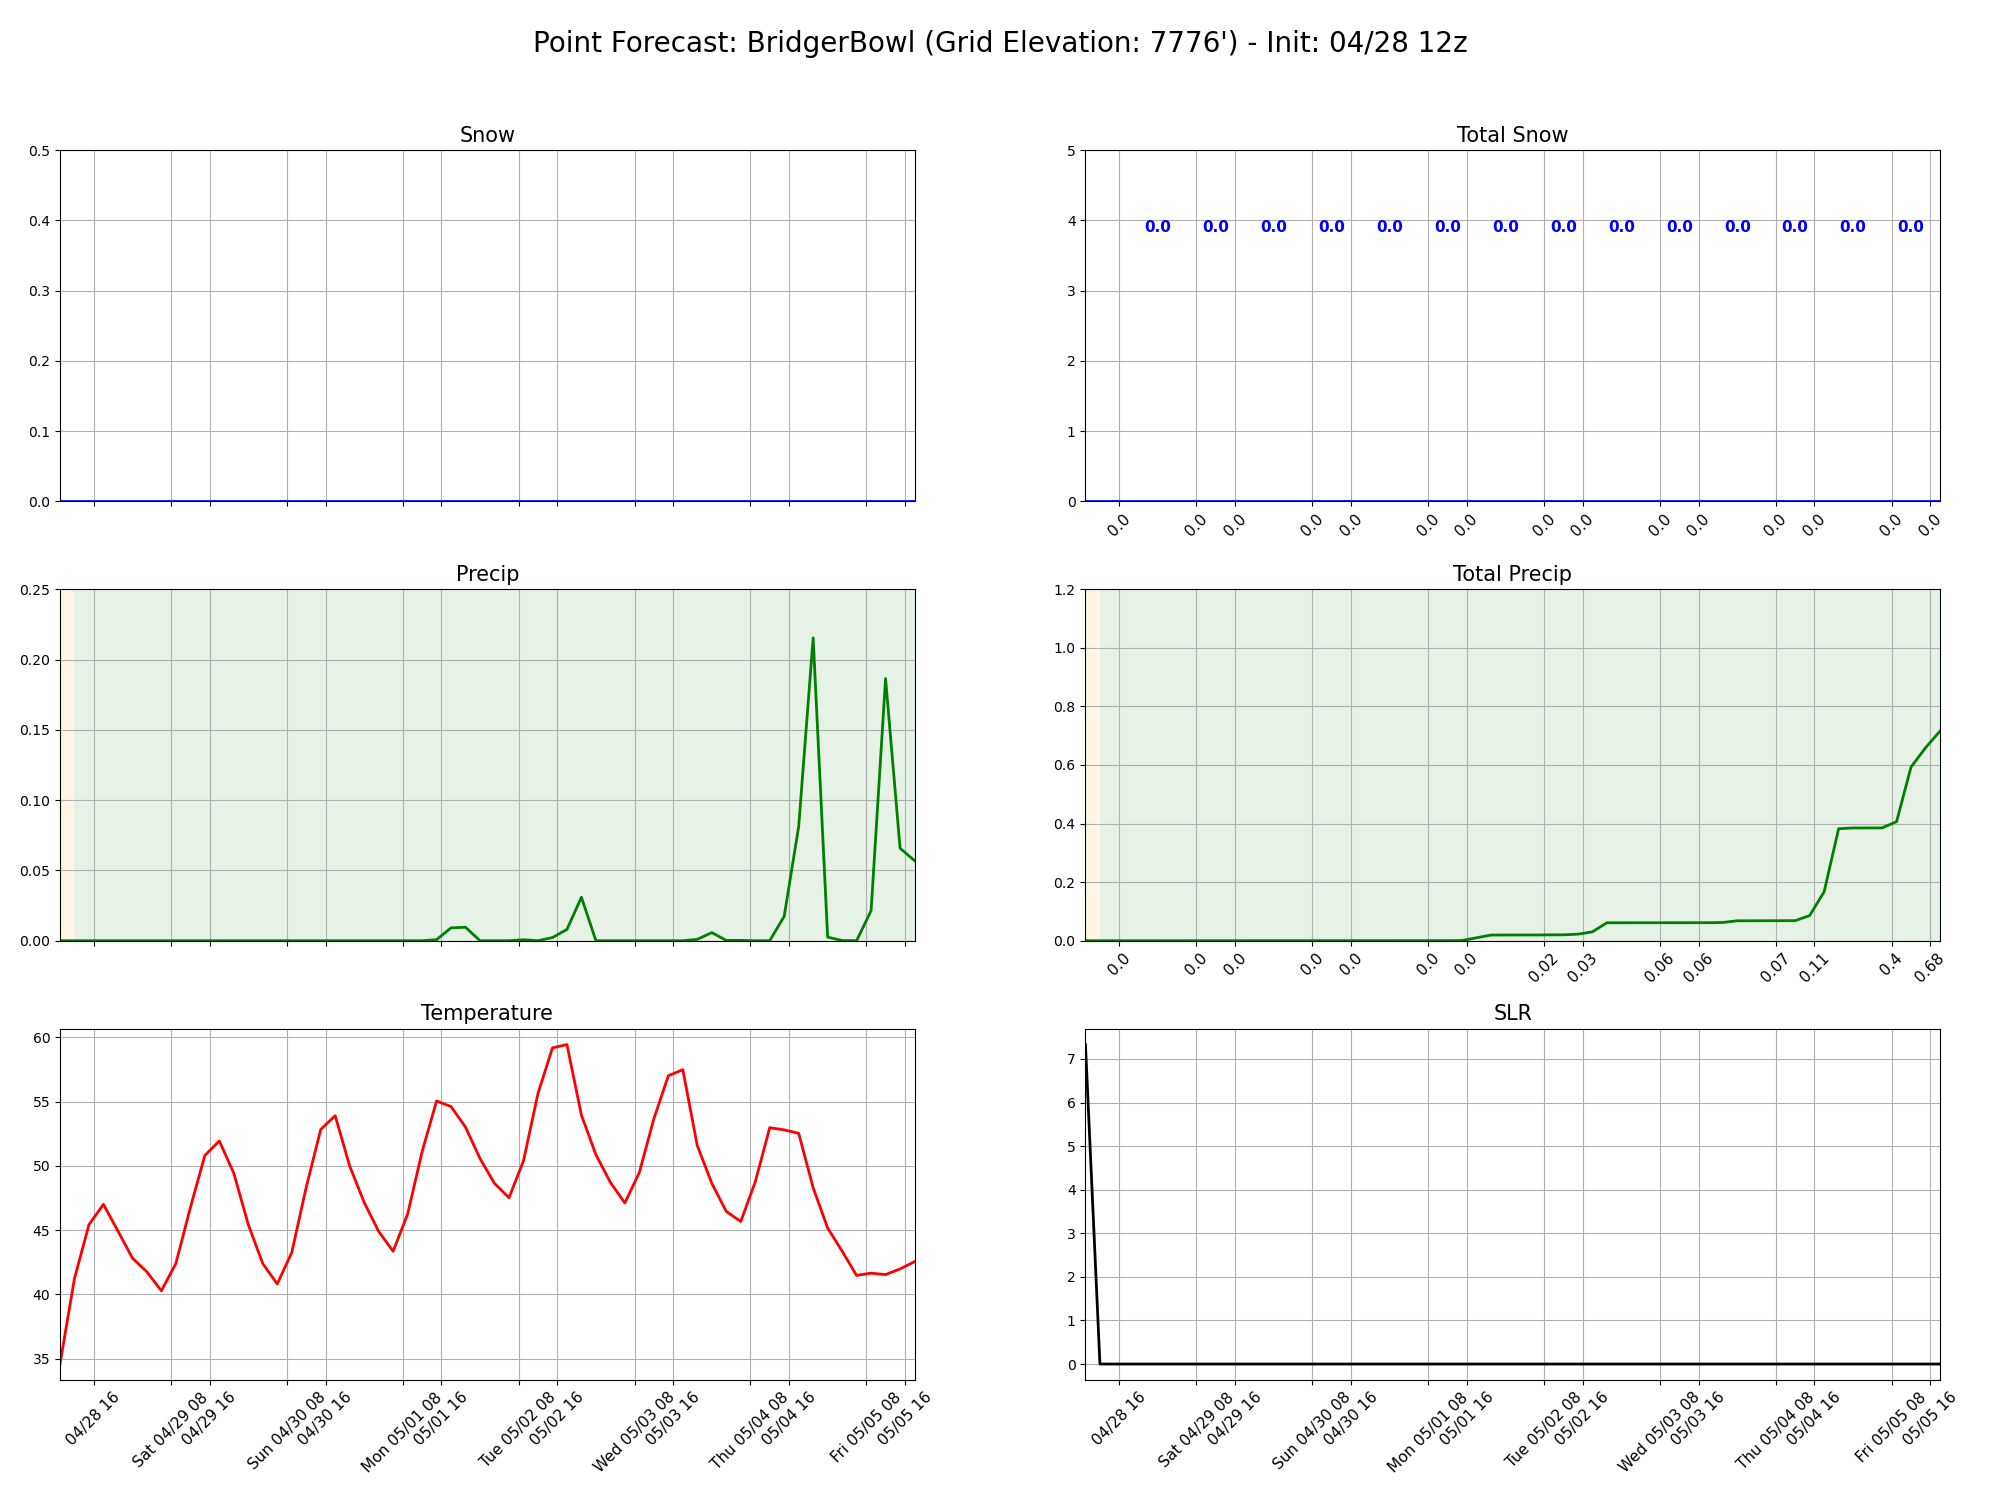 Point Forecast: BridgerBowl (Grid Elevation: 7776') - Init: 04/28 12z
Snow
0.5
0.4
0.3
0.2
0.1
0.0
Total Snow
5
4
3
2
1
0
0.0 0.0 0.0 0.0 0.0 0.0 0.0 0.0 0.0 0.0 0.0 0.0 0.0 0.0
0.0 0.0 0.0 0.0 0.0 0.0 0.0 0.0 0.0 0.0 0.0 0.0 0.0 0.0 0.0
Precip
0.25
0.20
0.15
0.10
0.05
0.00
Total Precip
1.2
1.0
0.8
0.6
0.4
0.2
0.0
0.0 0.0 0.0 0.0 0.0 0.0 0.0 0.02 0.03 0.06 0.06 0.07 0.11 0.4 0.68
Temperature
60
55
50
45
40
35
04/28 16
Sat 04/29 08
04/29 16
Sun 04/30 08
04/30 16
Mon 05/01 08
05/01 16
Tue 05/02 08
05/02 16
Wed 05/03 08
05/03 16
Thu 05/04 08
05/04 16
Fri 05/05 08
05/05 16
SLR
7
6
5
4
3
2
1
0
04/28 16
Sat 04/29 08
04/29 16
Sun 04/30 08
04/30 16
Mon 05/01 08
05/01 16
Tue 05/02 08
05/02 16
Wed 05/03 08
05/03 16
Thu 05/04 08
05/04 16
Fri 05/05 08
05/05 16